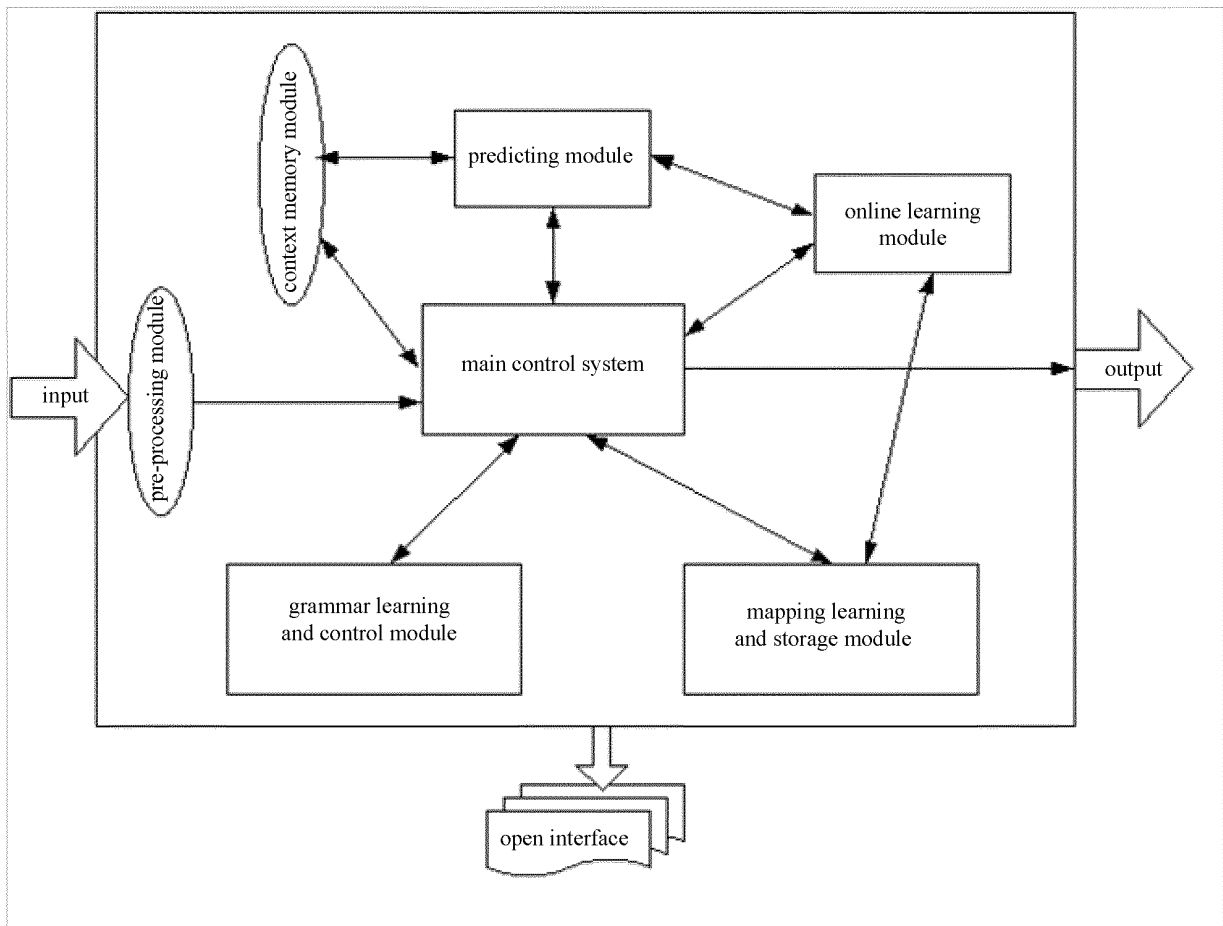 context memory module
predicting module
online learning
module
pre-processing module
input
main control system
output
grammar learning
and control module
mapping learning
and storage module
open interface